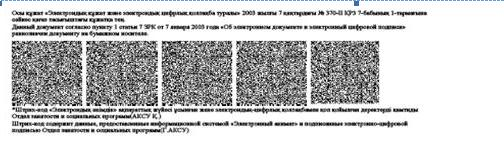 Осы құжат «Электрондық құжат және электрондық цифрлық қолтаңба туралы» 2003 жылғы 7 қаңтардағы № 370-II ҚРЗ 7-бабының 1-тармағына
сәйкес қағаз тасығыштағы құжатқа тең.
Данный документ согласно пункту 1 статьи 7 ЗРК от 7 января 2003 года «Об электронном документе и электронной цифровой подписи»
равнозначен документу на бумажном носителе.
*Штрих-код «Электрондық әкімдік» ақпараттық жүйесі ұсынған және электрондық-цифрлық қолтаңбамен қол қойылған деректерді қамтиды
Отдел занятости и социальных программ(АКСУ Қ.)
Штрих-код содержит данные, предоставленные информационной системой «Электронный акимат» и подписанные электронно-цифровой
подписью Отдел занятости и социальных программ(Г.АКСУ)